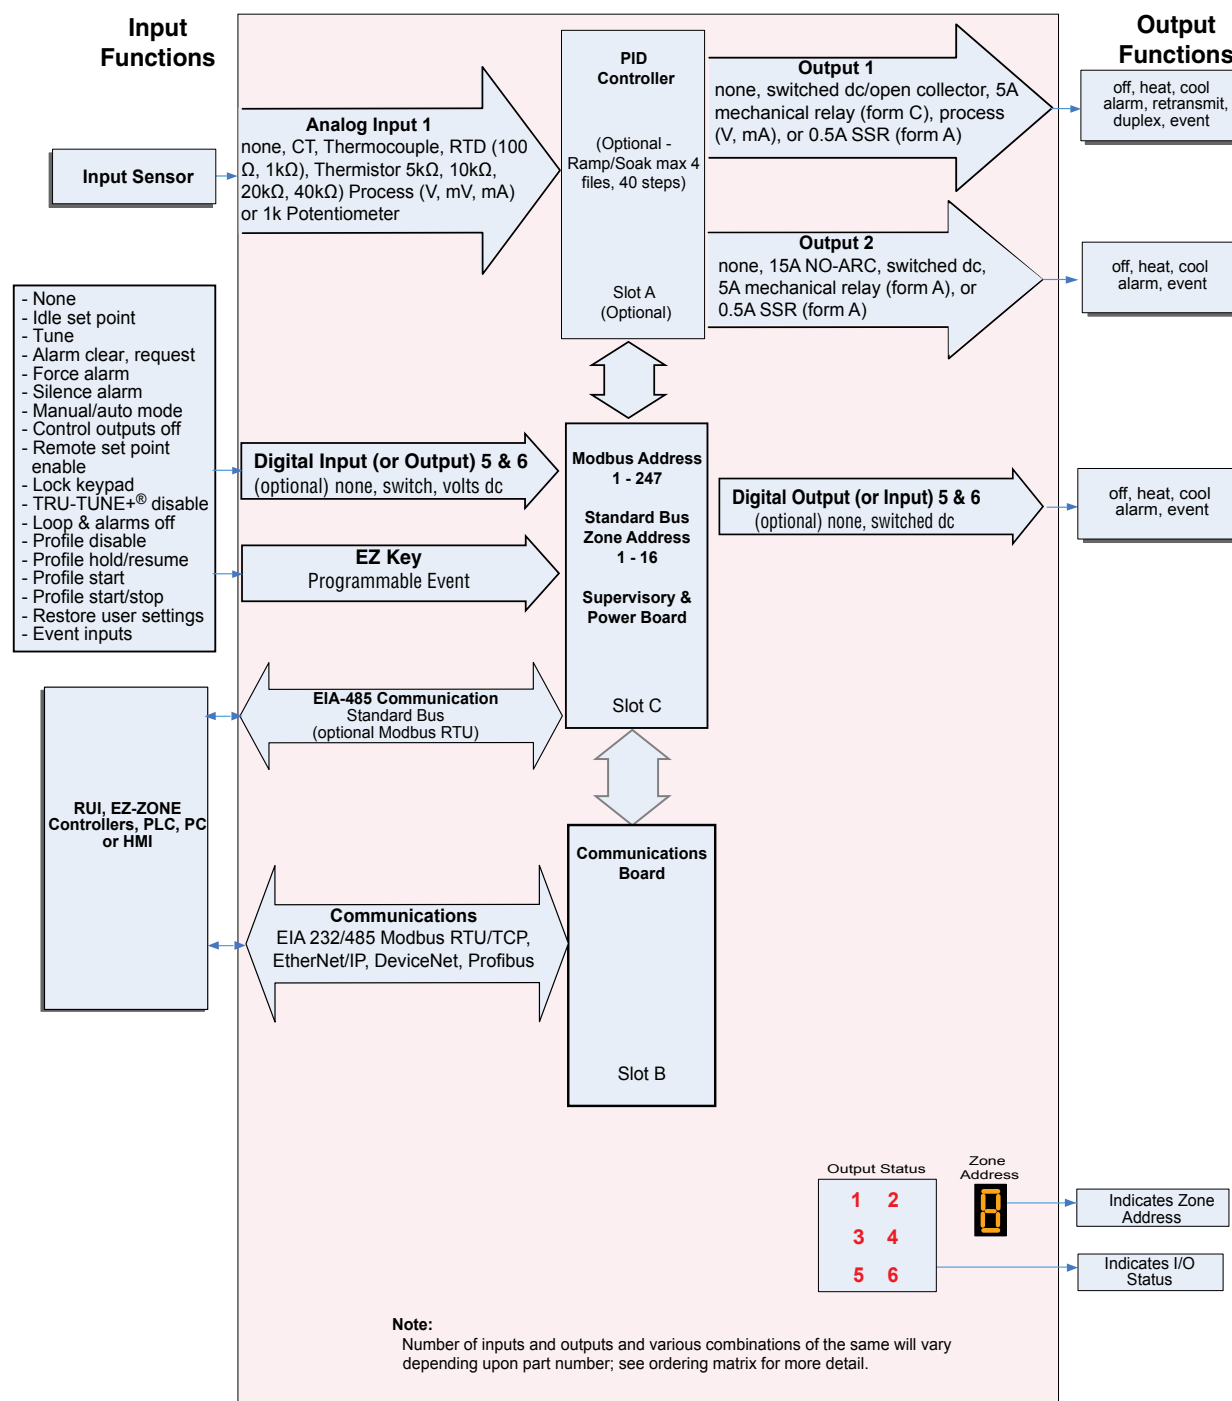 Input
Functions
Output
Functions
PID
Controller
(Optional -
Ramp/Soak max 4
files, 40 steps)
Slot A
(Optional)
Input Sensor
Analog Input 1
none, CT, Thermocouple, RTD (100
Ω, 1kΩ), Thermistor 5kΩ, 10kΩ,
20kΩ, 40kΩ) Process (V, mV, mA)
or 1k Potentiometer
Output 1
none, switched dc/open collector, 5A
mechanical relay (form C), process
(V, mA), or 0.5A SSR (form A)
off, heat, cool
alarm, retransmit,
duplex, event
Output 2
none, 15A NO-ARC, switched dc,
5A mechanical relay (form A), or
0.5A SSR (form A)
off, heat, cool
alarm, event
- None
- Idle set point
- Tune
- Alarm clear, request
- Force alarm
- Silence alarm
- Manual/auto mode
- Control outputs off
- Remote set point
enable
- Lock keypad
- TRU-TUNE+® disable
- Loop & alarms off
- Profile disable
- Profile hold/resume
- Profile start
- Profile start/stop
- Restore user settings
- Event inputs
Digital Input (or Output) 5 & 6
(optional) none, switch, volts dc
EZ Key
Programmable Event
Modbus Address
1 - 247
Standard Bus
Zone Address
1 - 16
Supervisory &
Power Board
Slot C
Digital Output (or Input) 5 & 6
(optional) none, switched dc
off, heat, cool
alarm, event
EIA-485 Communication
Standard Bus
(optional Modbus RTU)
RUI, EZ-ZONE
Controllers, PLC, PC
or HMI
Communications
Board
Slot B
Communications
EIA 232/485 Modbus RTU/TCP,
EtherNet/IP, DeviceNet, Profibus
Output Status
1 2
3 4
5 6
Zone
Address
8
Indicates Zone
Address
Indicates I/O
Status
Note:
Number of inputs and outputs and various combinations of the same will vary
depending upon part number; see ordering matrix for more detail.